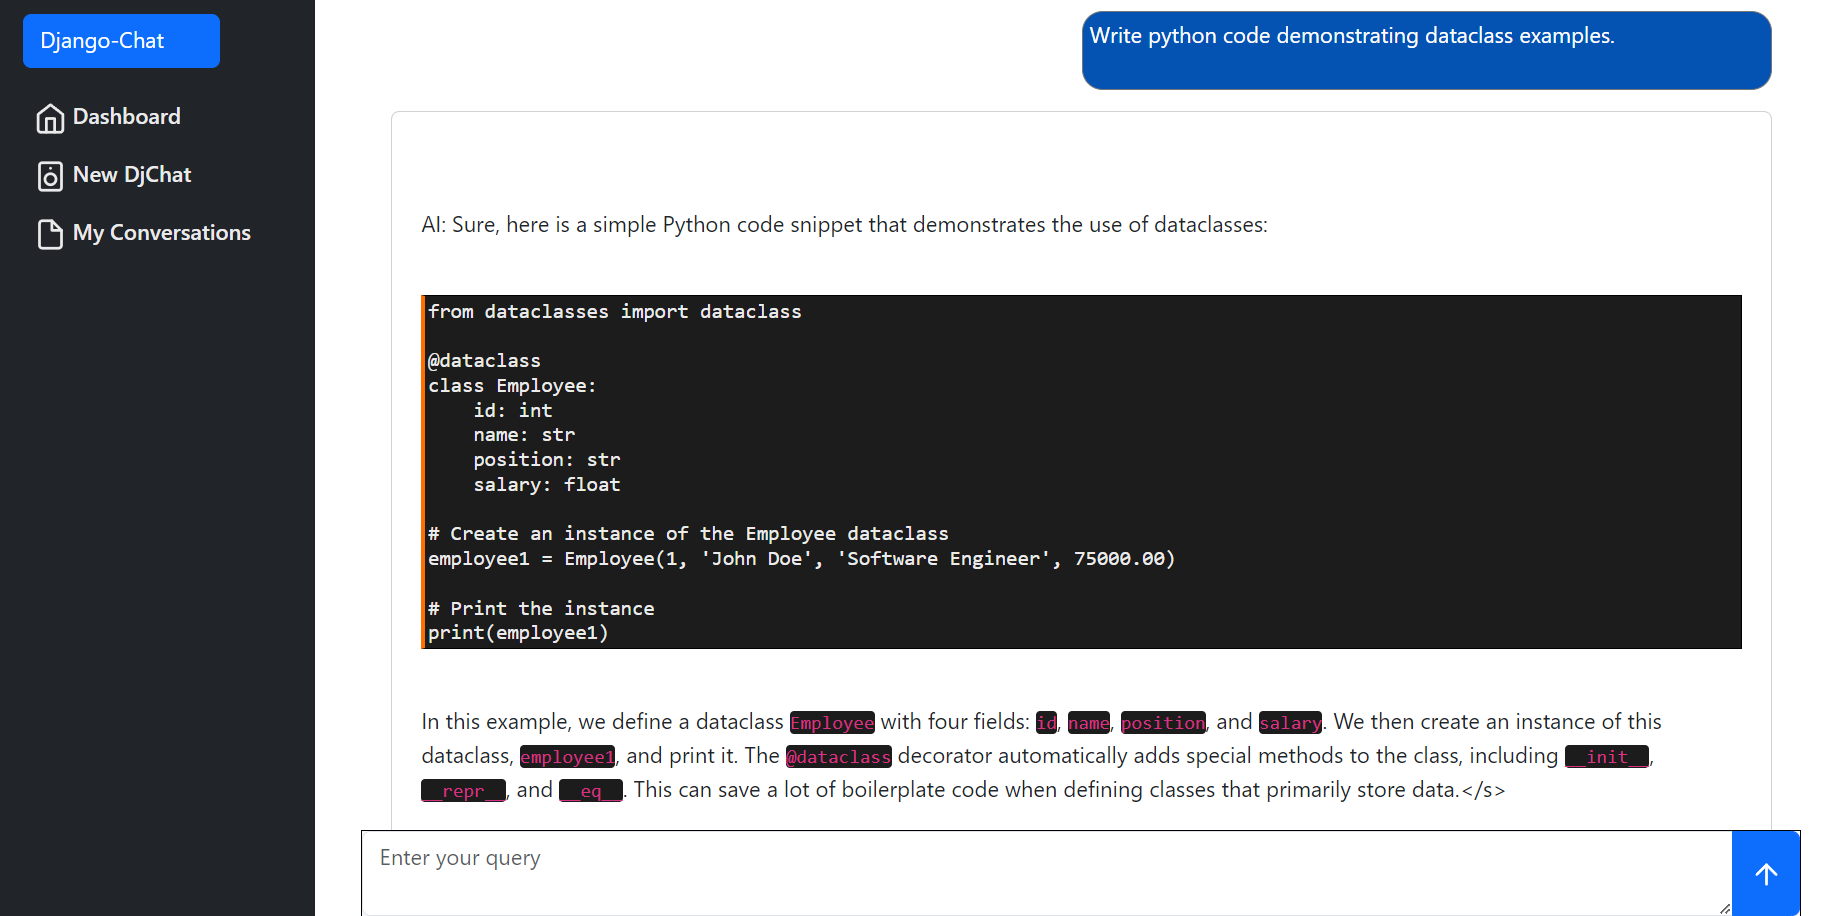 Django-Chat
Dashboard
New DjChat
My Conversations
Write python code demonstrating dataclass examples.
AI: Sure, here is a simple Python code snippet that demonstrates the use of dataclasses:
from dataclasses import dataclass
@dataclass
class Employee:
    id: int
    name: str
    position: str
    salary: float
# Create an instance of the Employee dataclass
employee1 = Employee(1, 'John Doe', 'Software Engineer', 75000.00)
# Print the instance
print(employee1)
In this example, we define a dataclass Employee with four fields: id, name, position, and salary. We then create an instance of this
dataclass, employee1, and print it. The @dataclass decorator automatically adds special methods to the class, including __init__,
__repr__, and __eq__. This can save a lot of boilerplate code when defining classes that primarily store data.</s>
Enter your query